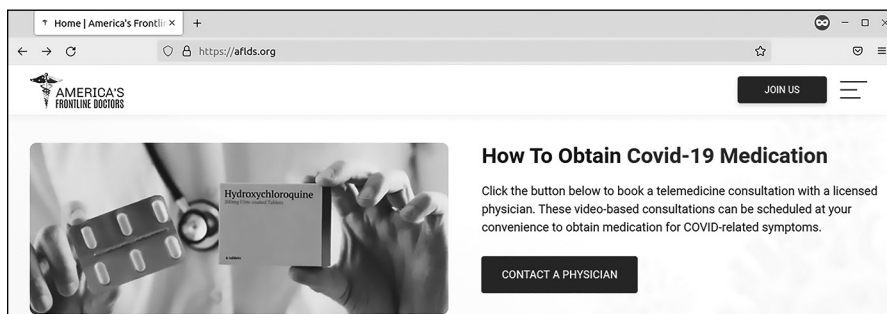 Home | America's Frontli
https://aflds.org
AMERICA'S
FRONTLINE DOCTORS
JOIN US
Hydroxychloroquine
How To Obtain Covid-19 Medication
Click the button below to book a telemedicine consultation with a licensed
physician. These video-based consultations can be scheduled at your
convenience to obtain medication for COVID-related symptoms.
CONTACT A PHYSICIAN